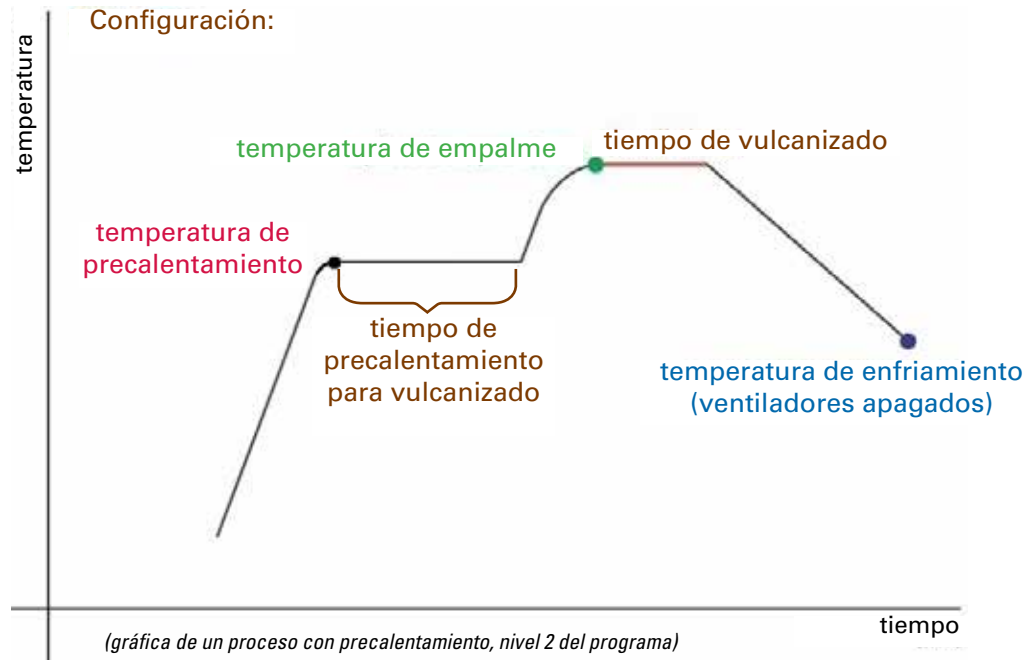 Configuración:
temperatura
temperatura de empalme
tiempo de vulcanizado
temperatura de
precalentamiento
tiempo de
precalentamiento
para vulcanizado
temperatura de enfriamiento
(ventiladores apagados)
tiempo
(gráfica de un proceso con precalentamiento, nivel 2 del programa)